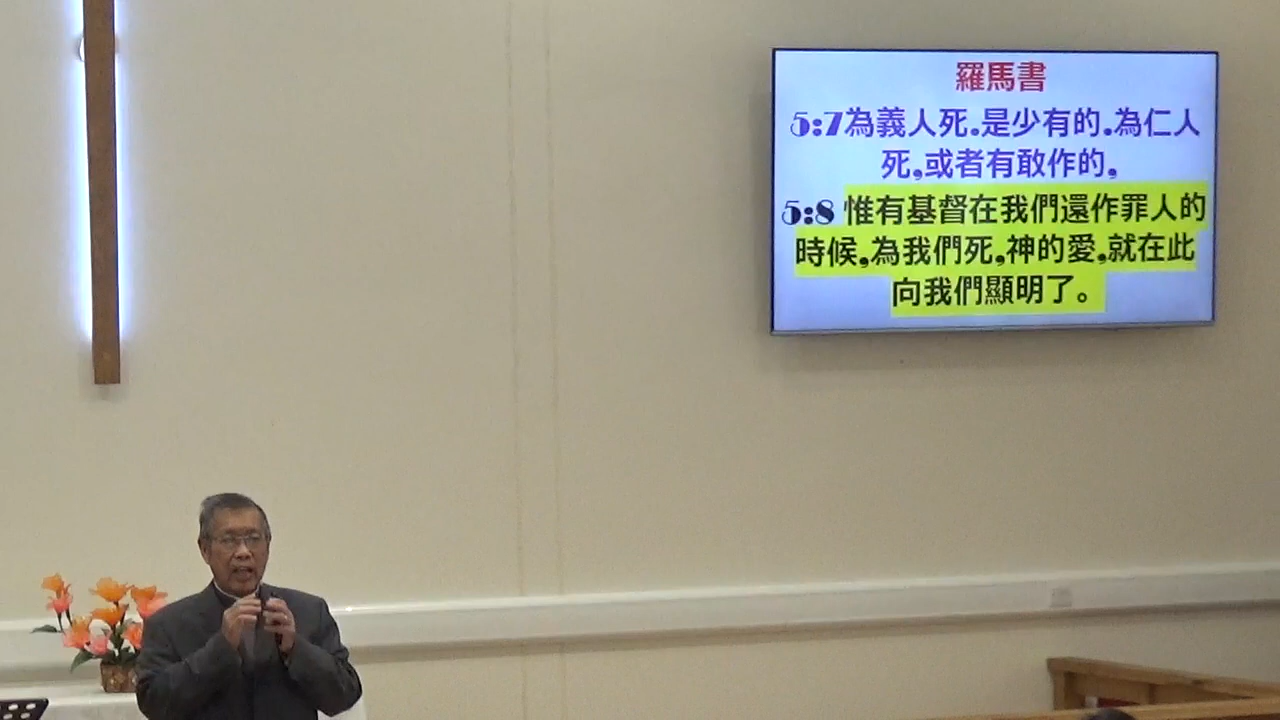 羅馬書
5:7為義人死｡是少有的｡為仁人
死,或者有敢作的｡
5:8 惟有基督在我們還作罪人的
時候,為我們死,神的愛,就在此
向我們顯明了。